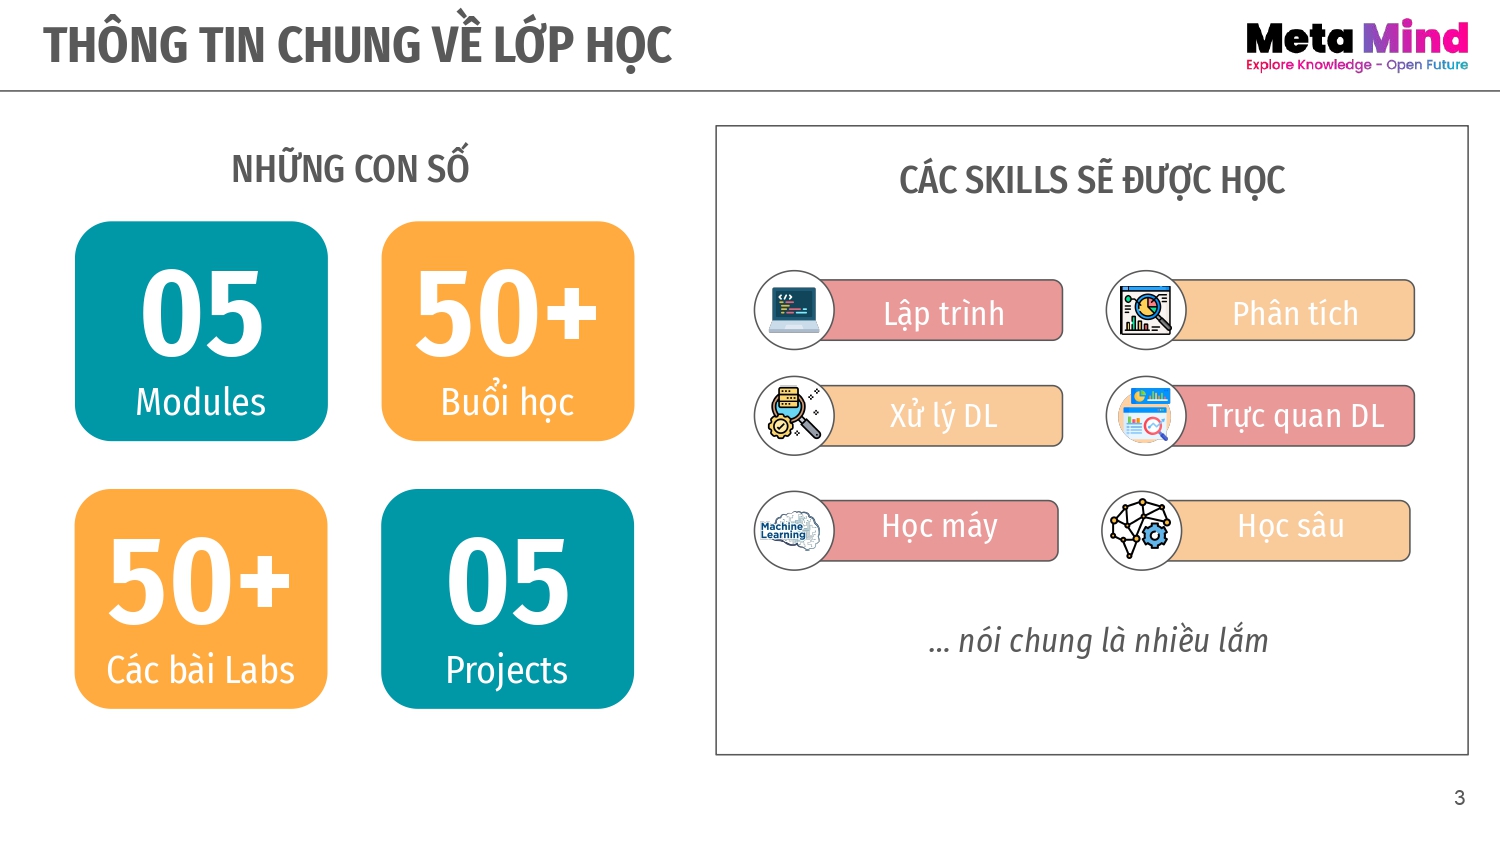 THÔNG TIN CHUNG VỀ LỚP HỌC
Meta Mind
Explore Knowledge - Open Future
NHỮNG CON SỐ
05
Modules
50+
Buổi học
50+
Các bài Labs
05
Projects
CÁC SKILLS SẼ ĐƯỢC HỌC
Lập trình
Phân tích
Xử lý DL
Trực quan DL
Machine
Learning
Học máy
Học sâu
... nói chung là nhiều lắm
3